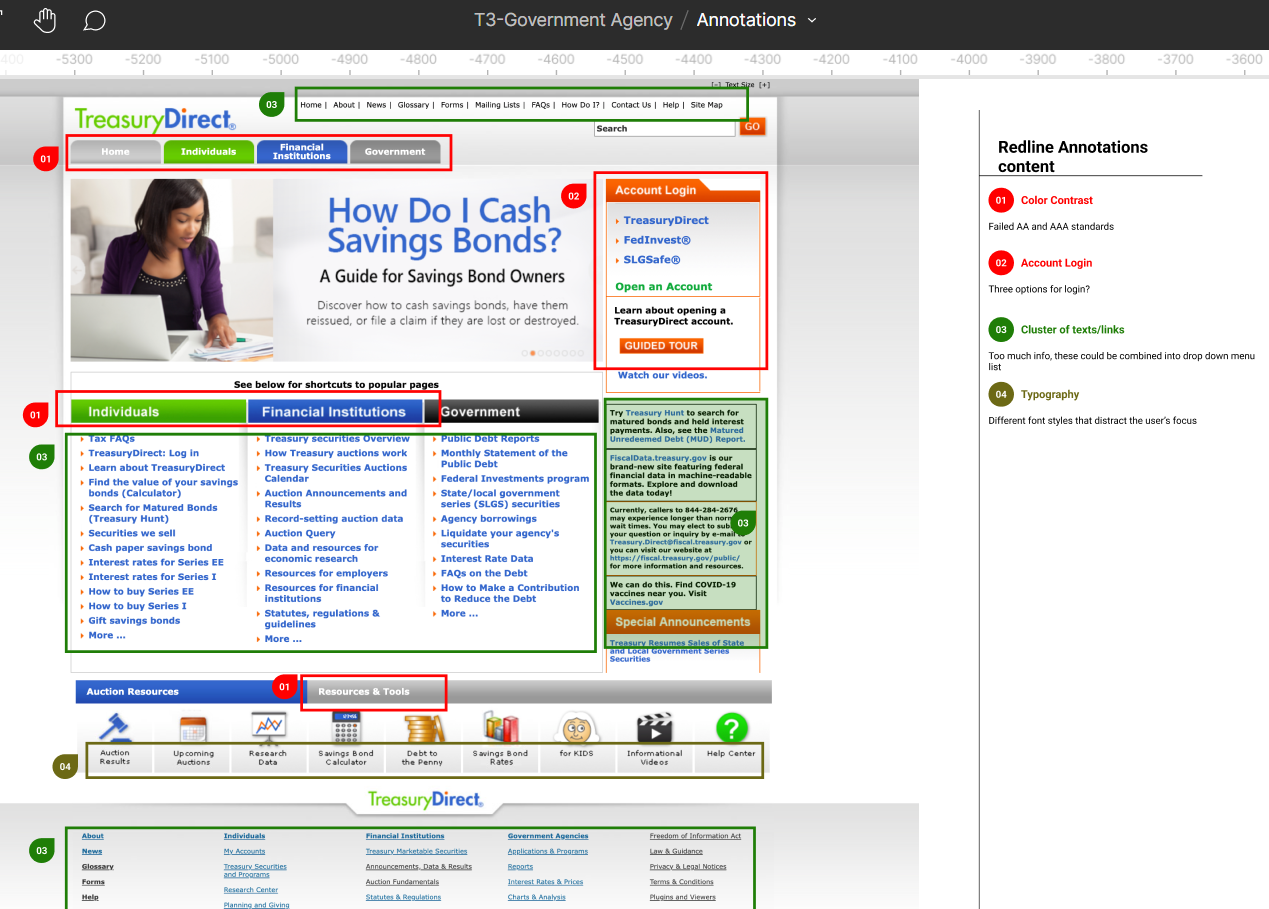 T3-Government Agency / Annotations
-5300 -5200 -5100 -5000 -4900 -4800 -4700 -4600 -4500 -4400 -4300 -4200 -4100 -4000 -3900 -3800 -3700 -3600
[-] Text Size [+]
03
Home | About | News | Glossary | Forms | Mailing Lists | FAQs | How Do I? | Contact Us | Help | Site Map
TreasuryDirect®
Search
GO
01
Home
Individuals
Financial
Institutions
Government
How Do I Cash
Savings Bonds?
A Guide for Savings Bond Owners
Discover how to cash savings bonds, have them
reissued, or file a claim if they are lost or destroyed.
02
Account Login
TreasuryDirect
FedInvest®
SLGSafe®
Open an Account
Learn about opening a
TreasuryDirect account.
GUIDED TOUR
Watch our videos.
See below for shortcuts to popular pages
01
Individuals
Financial Institutions
Government
03
Tax FAQs
TreasuryDirect: Log in
Learn about TreasuryDirect
Find the value of your savings
bonds (Calculator)
Search for Matured Bonds
(Treasury Hunt)
Securities we sell
Cash paper savings bond
Interest rates for Series EE
Interest rates for Series I
How to buy Series EE
How to buy Series I
Gift savings bonds
More ...
Treasury securities Overview
How Treasury auctions work
Treasury Securities Auctions
Calendar
Auction Announcements and
Results
Record-setting auction data
Auction Query
Data and resources for
economic research
Resources for employers
Resources for financial
institutions
Statutes, regulations &
guidelines
More ...
Public Debt Reports
Monthly Statement of the
Public Debt
Federal Investments program
State/local government
series (SLGS) securities
Agency borrowings
Liquidate your agency's
securities
Interest Rate Data
FAQs on the Debt
How to Make a Contribution
to Reduce the Debt
More ...
Try Treasury Hunt to search for
matured bonds and held interest
payments. Also, see the Matured
Unredeemed Debt (MUD) Report.
FiscalData.treasury.gov is our
brand-new site featuring federal
financial data in machine-readable
formats. Explore and download
the data today!
Currently, callers to 844-284-2676
may experience longer than
wait times. You may elect to
your question or inquiry by e-mail
Treasury.Direct@fiscal.treasury.gov or
you can visit our website at
https://fiscal.treasury.gov/public/
for more information and resources.
03
We can do this. Find COVID-19
vaccines near you. Visit
Vaccines.gov
Special Announcements
Treasury Resumes Sales of State
and Local Government Series
Securities
Auction Resources
01
Resources & Tools
04
Auction
Results
Upcoming
Auctions
Research
Data
Savings Bond
Calculator
Debt to
the Penny
Savings Bond
Rates
for KIDS
Informational
Videos
?
Help Center
TreasuryDirect®
03
About
News
Glossary
Forms
Help
Individuals
My Accounts
Treasury Securities
and Programs
Research Center
Planning and Giving
Financial Institutions
Treasury Marketable Securities
Announcements, Data & Results
Auction Fundamentals
Statutes & Regulations
Government Agencies
Applications & Programs
Reports
Interest Rates & Prices
Charts & Analysis
Freedom of Information Act
Law & Guidance
Privacy & Legal Notices
Terms & Conditions
Plugins and Viewers
Redline Annotations
content
01 Color Contrast
Failed AA and AAA standards
02 Account Login
Three options for login?
03 Cluster of texts/links
Too much info, these could be combined into drop down menu
list
04 Typography
Different font styles that distract the user's focus